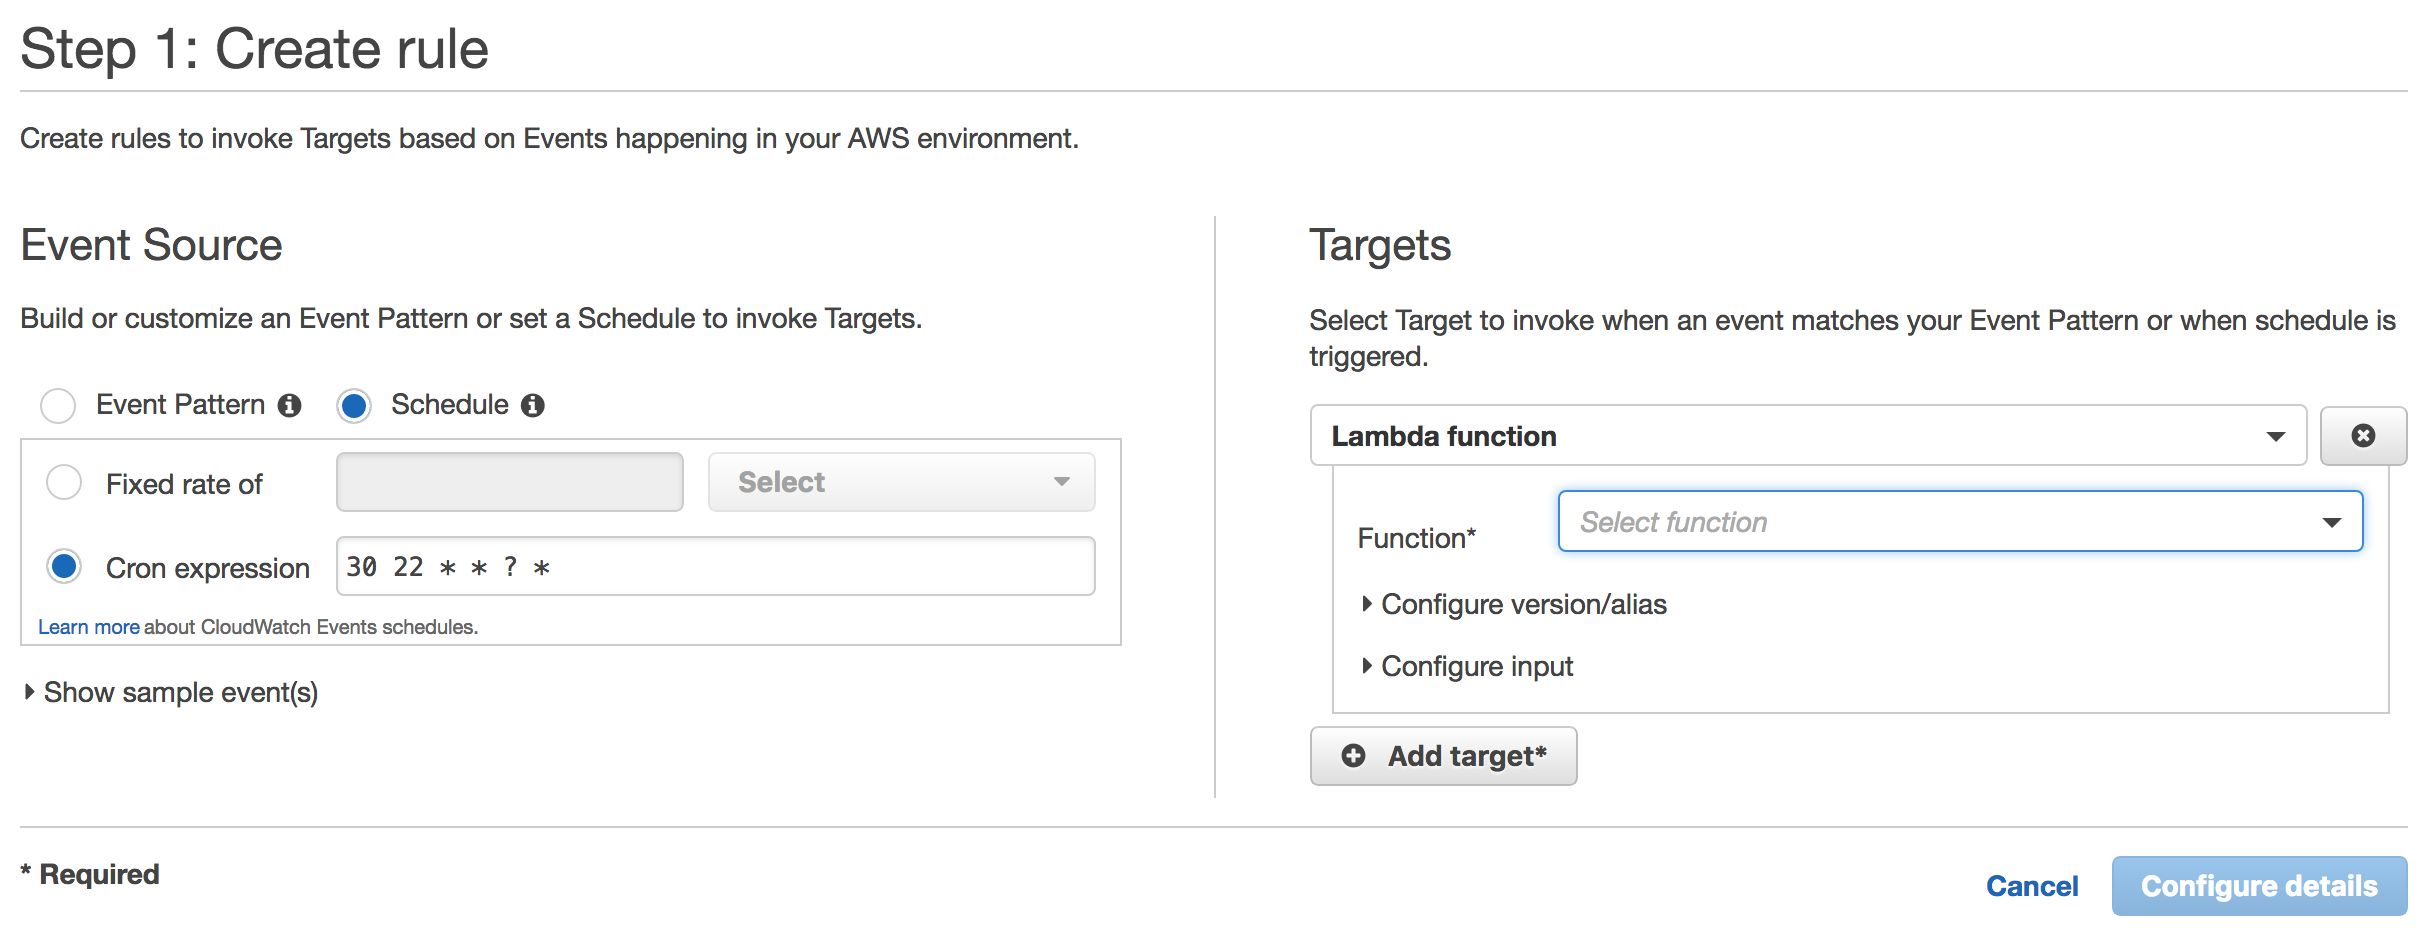 Step 1: Create rule
Create rules to invoke Targets based on Events happening in your AWS environment.
Event Source
Build or customize an Event Pattern or set a Schedule to invoke Targets.
Event Pattern Schedule
Fixed rate of Select
Cron expression 30 22 * * ? *
Learn more about CloudWatch Events schedules.
Show sample event(s)
Targets
Select Target to invoke when an event matches your Event Pattern or when schedule is
triggered.
Lambda function
Function* Select function
Configure version/alias
Configure input
Add target*
* Required
Cancel Configure details